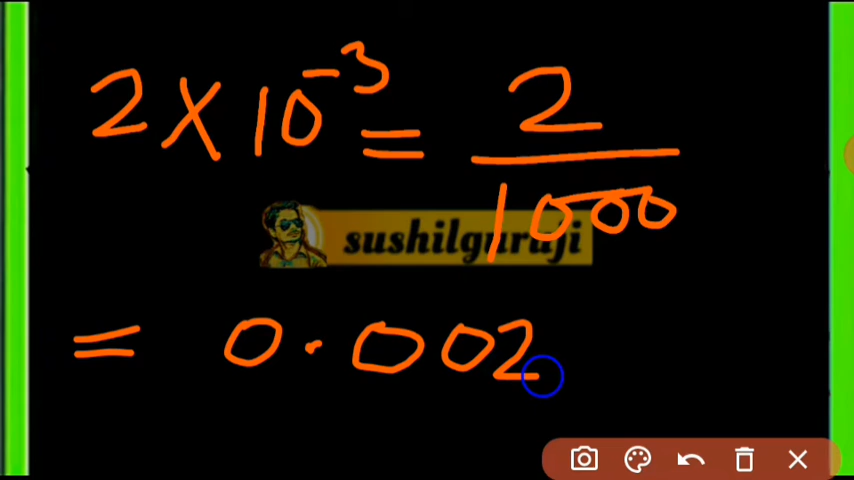 2 × 10⁻³ = 2/1000
sushilguruji
= 0.002